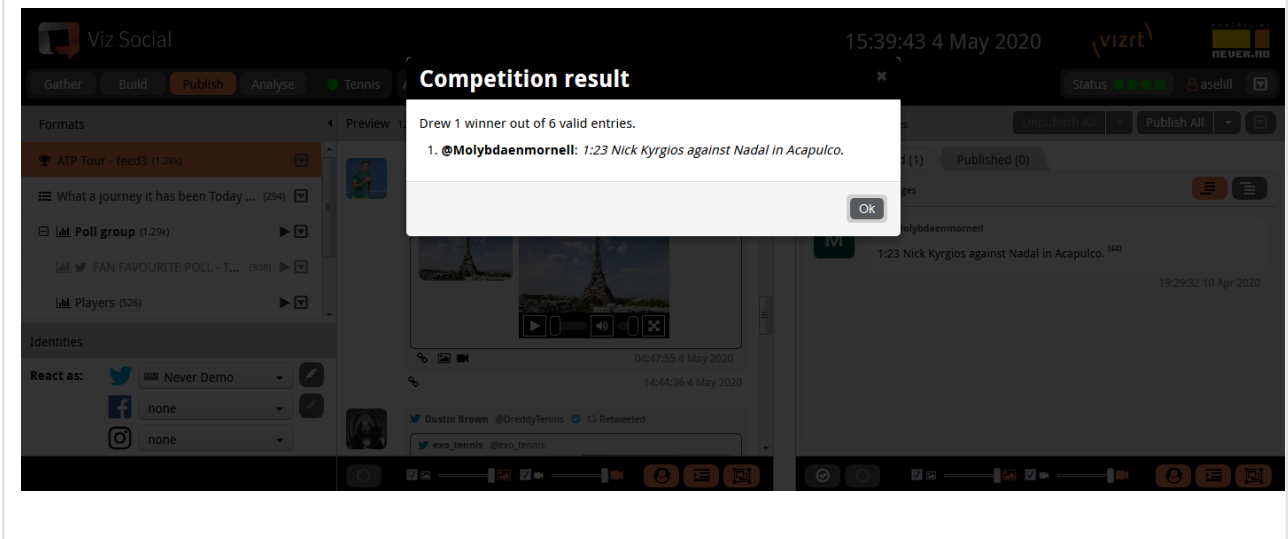 Viz Social
15:39:43 4 May 2020
vizrt
POWERED BY
NEVER.NO
Gather Build Publish Analyse Tennis
Status aselill
Competition result
Drew 1 winner out of 6 valid entries.
1. @Molybdaenmornell: 1:23 Nick Kyrgios against Nadal in Acapulco.
Ok
Formats
Preview
Unpublish All Publish All
ATP Tour - feed3 (1.28k)
(1) Published (0)
What a journey it has been Today ... (294)
Poll group (1.29k)
FAN FAVOURITE POLL - T... (938)
Players (526)
olybdaenmornell
M
1:23 Nick Kyrgios against Nadal in Acapulco. (44)
19:29:32 10 Apr 2020
Identities
React as: Never Demo
none
none
04:47:55 4 May 2020
14:44:36 4 May 2020
Dustin Brown @DreddyTennis Retweeted
exo_tennis @exo_tennis